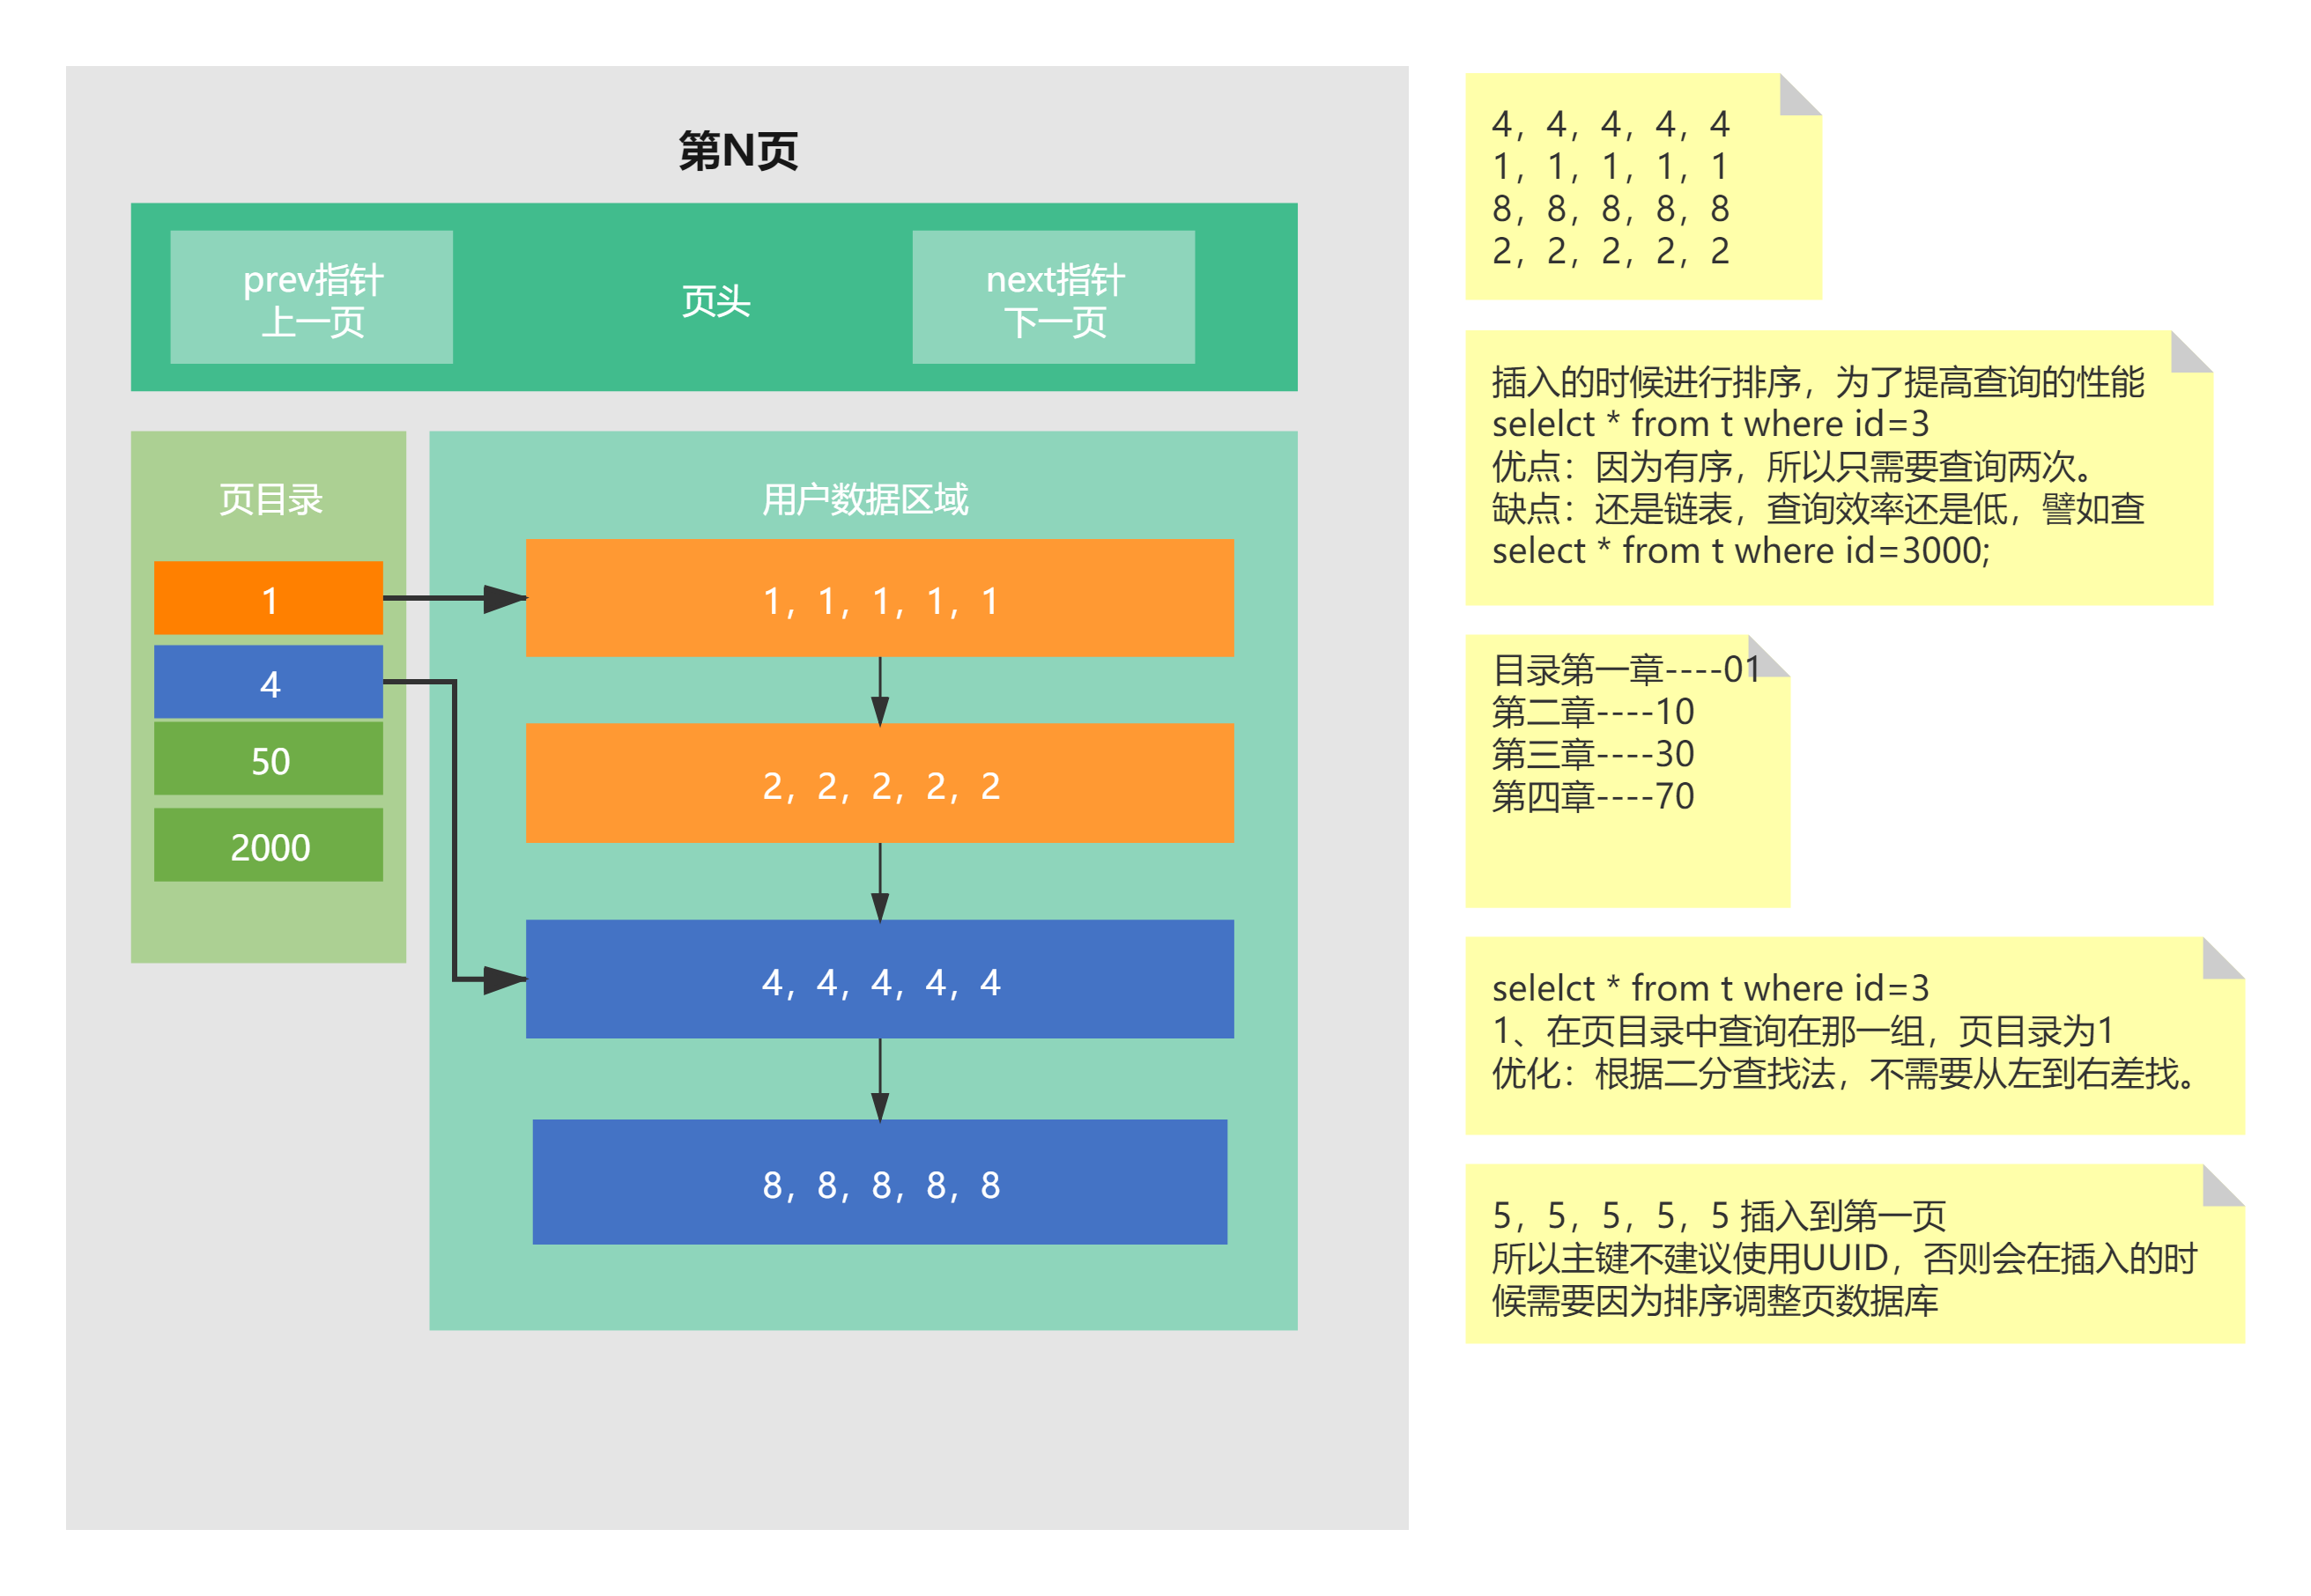 第N页
prev指针
上一页
页头
next指针
下一页
页目录
1
4
50
2000
用户数据区域
1，1，1，1，1
2，2，2，2，2
4，4，4，4，4
8，8，8，8，8
4，4，4，4，4
1，1，1，1，1
8，8，8，8，8
2，2，2，2，2
插入的时候进行排序，为了提高查询的性能
selelct * from t where id=3
优点：因为有序，所以只需要查询两次。
缺点：还是链表，查询效率还是低，譬如查
select * from t where id=3000;
目录第一章----01
第二章----10
第三章----30
第四章----70
selelct * from t where id=3
1、在页目录中查询在那一组，页目录为1
优化：根据二分查找法，不需要从左到右差找。
5，5，5，5，5 插入到第一页
所以主键不建议使用UUID，否则会在插入的时
候需要因为排序调整页数据库